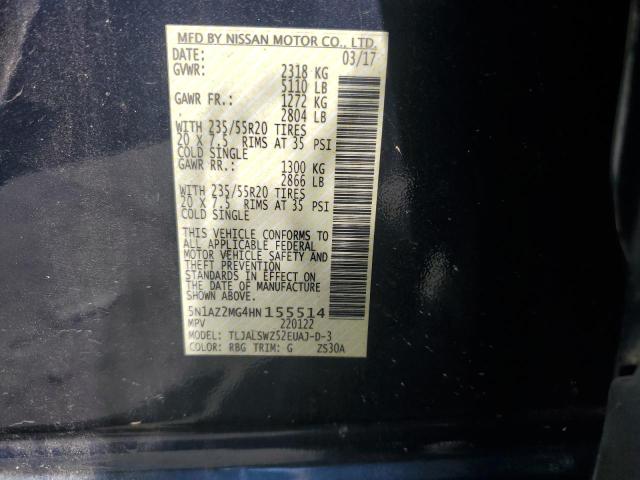 MFD BY NISSAN MOTOR CO., LTD.
DATE: 03/17
GVWR: 2318 KG
5110 LB
GAWR FR.: 1272 KG
2804 LB
WITH 235/55R20 TIRES
20 X 7.5 RIMS AT 35 PSI
COLD SINGLE
GAWR RR.: 1300 KG
2866 LB
WITH 235/55R20 TIRES
20 X 7.5 RIMS AT 35 PSI
COLD SINGLE
THIS VEHICLE CONFORMS TO
ALL APPLICABLE FEDERAL
MOTOR VEHICLE SAFETY AND
THEFT PREVENTION
STANDARDS IN EFFECT ON
THE DATE OF MANUFACTURE
SHOWN ABOVE.
5N1AZ2MG4HN 155514
MPV 220122
MODEL: TLJALSWZ52EUAJ-D-3
COLOR: RBG TRIM: G ZS30A